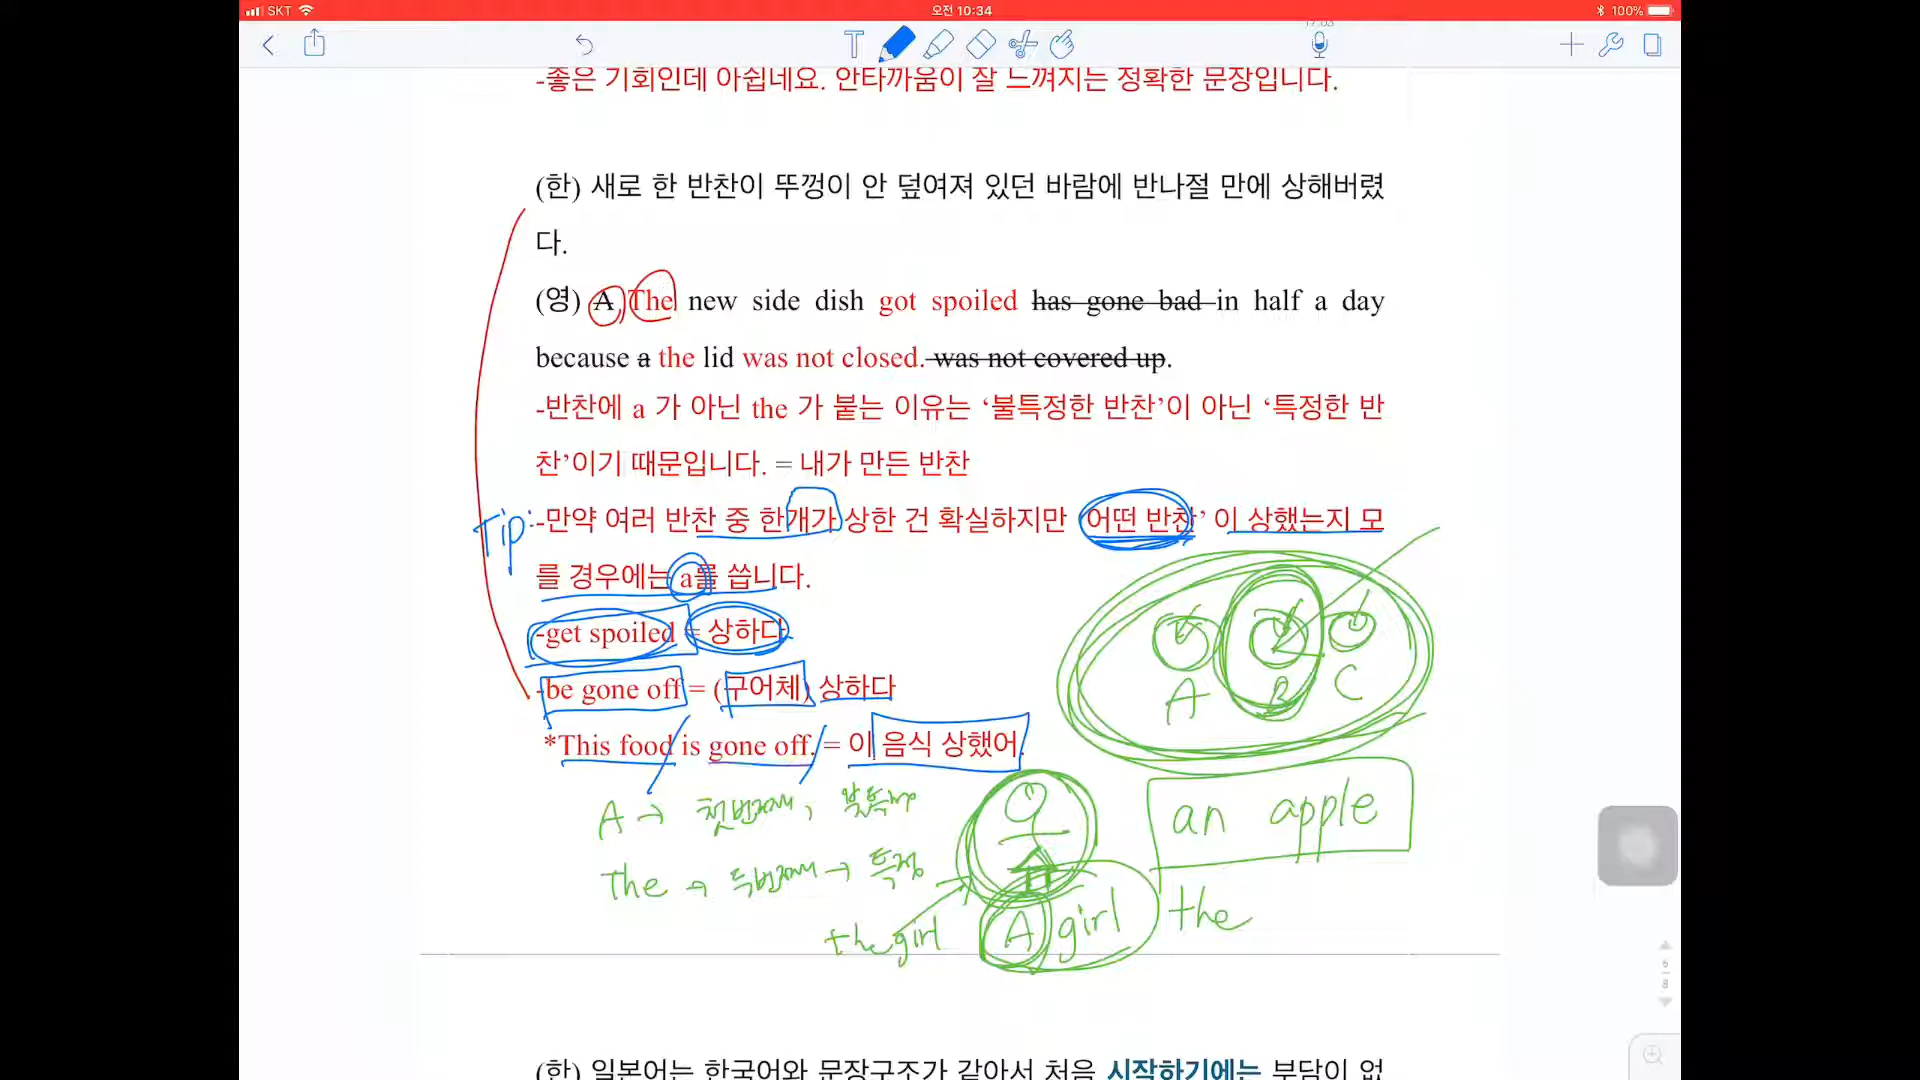 SKT 오전 10:34 100%
-좋은 기회인데 아쉽네요. 안타까움이 잘 느껴지는 정확한 문장입니다.
(한) 새로 한 반찬이 뚜껑이 안 덮여져 있던 바람에 반나절 만에 상해버렸
다.
(영) A The new side dish got spoiled has gone bad in half a day
because a the lid was not closed. was not covered up.
-반찬에 a 가 아닌 the 가 붙는 이유는 ‘불특정한 반찬’이 아닌 ‘특정한 반
찬’이기 때문입니다. = 내가 만든 반찬
Tip: -만약 여러 반찬 중 한개가 상한 건 확실하지만 ‘어떤 반찬’ 이 상했는지 모
를 경우에는 a를 씁니다.
-get spoiled = 상하다
-be gone off = (구어체) 상하다
*This food is gone off. = 이 음식 상했어.
A B C
A → 첫번째, 불특정
an apple
the → 두번째 → 특정
the girl A girl the
6
8
(한) 일본어는 한국어와 문장구조가 같아서 처음 시작하기에는 부담이 없